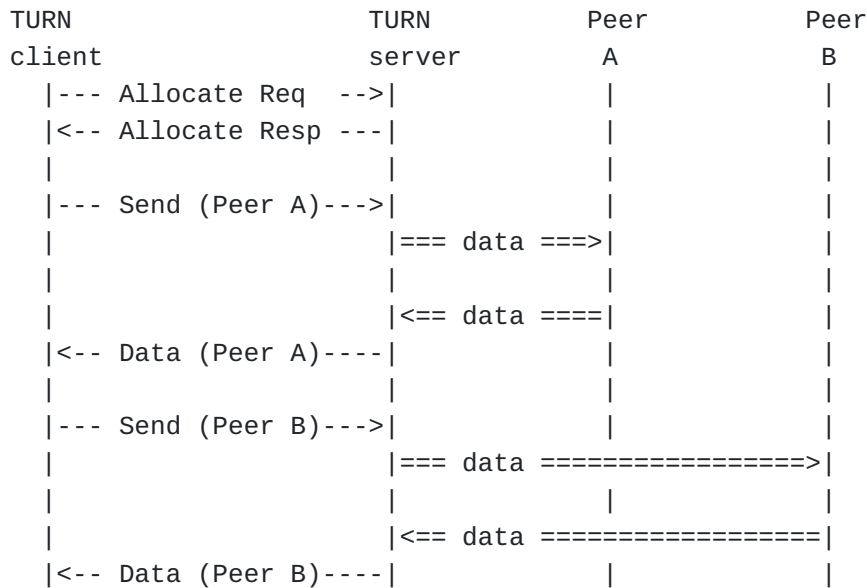 TURN                 TURN          Peer          Peer
client               server         A             B
  |--- Allocate Req  -->|            |             |
  |<-- Allocate Resp ---|            |             |
  |                     |            |             |
  |--- Send (Peer A)--->|            |             |
  |                     |=== data ===>|             |
  |                     |            |             |
  |                     |<== data ====|             |
  |<-- Data (Peer A)----|            |             |
  |                     |            |             |
  |--- Send (Peer B)--->|            |             |
  |                     |=== data =================>|
  |                     |            |             |
  |                     |<== data ==================|
  |<-- Data (Peer B)----|            |             |